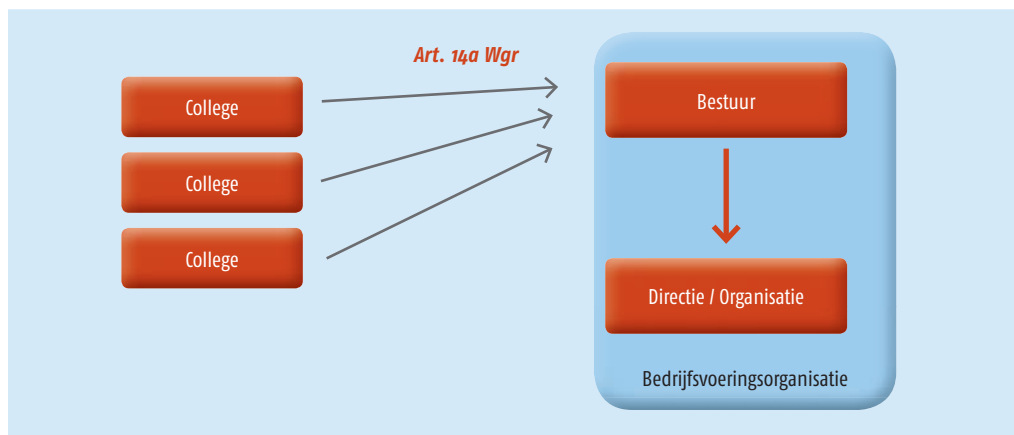 Art. 14a Wgr
College
College
College
Bestuur
Directie / Organisatie
Bedrijfsvoeringsorganisatie